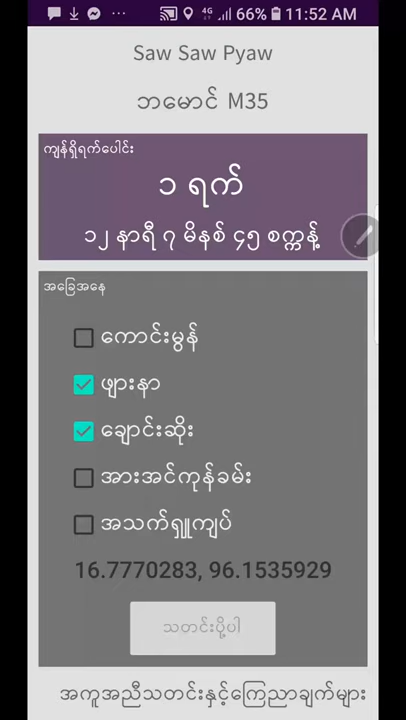 66% 11:52 AM
Saw Saw Pyaw
ဘမောင် M35
ကျန်ရှိရက်ပေါင်း
၁ ရက်
၁၂ နာရီ ၇ မိနစ် ၄၅ စက္ကန့်
အခြေအနေ
ကောင်းမွန်
ဖျားနာ
ချောင်းဆိုး
အားအင်ကုန်ခမ်း
အသက်ရှူကျပ်
16.7770283, 96.1535929
သတင်းပို့ပါ
အကူအညီသတင်းနှင့်ကြေညာချက်များ